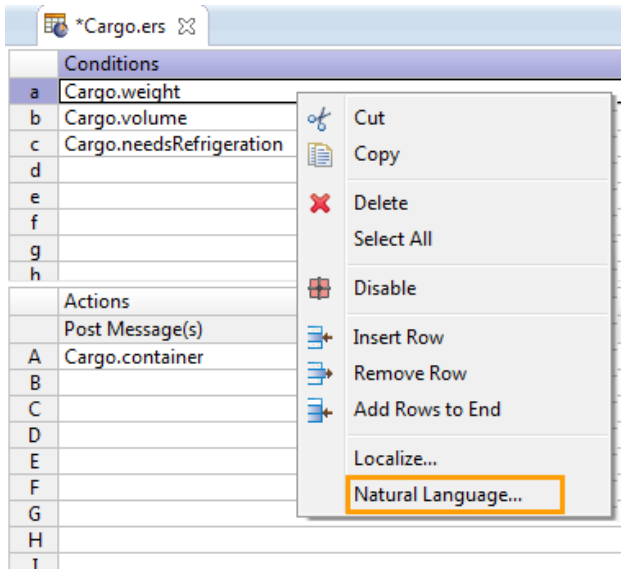 *Cargo.ers
Conditions
a Cargo.weight
b Cargo.volume
c Cargo.needsRefrigeration
d
e
f
g
h
Actions
Post Message(s)
A Cargo.container
B
C
D
E
F
G
H
I
Cut
Copy
Delete
Select All
Disable
Insert Row
Remove Row
Add Rows to End
Localize...
Natural Language...